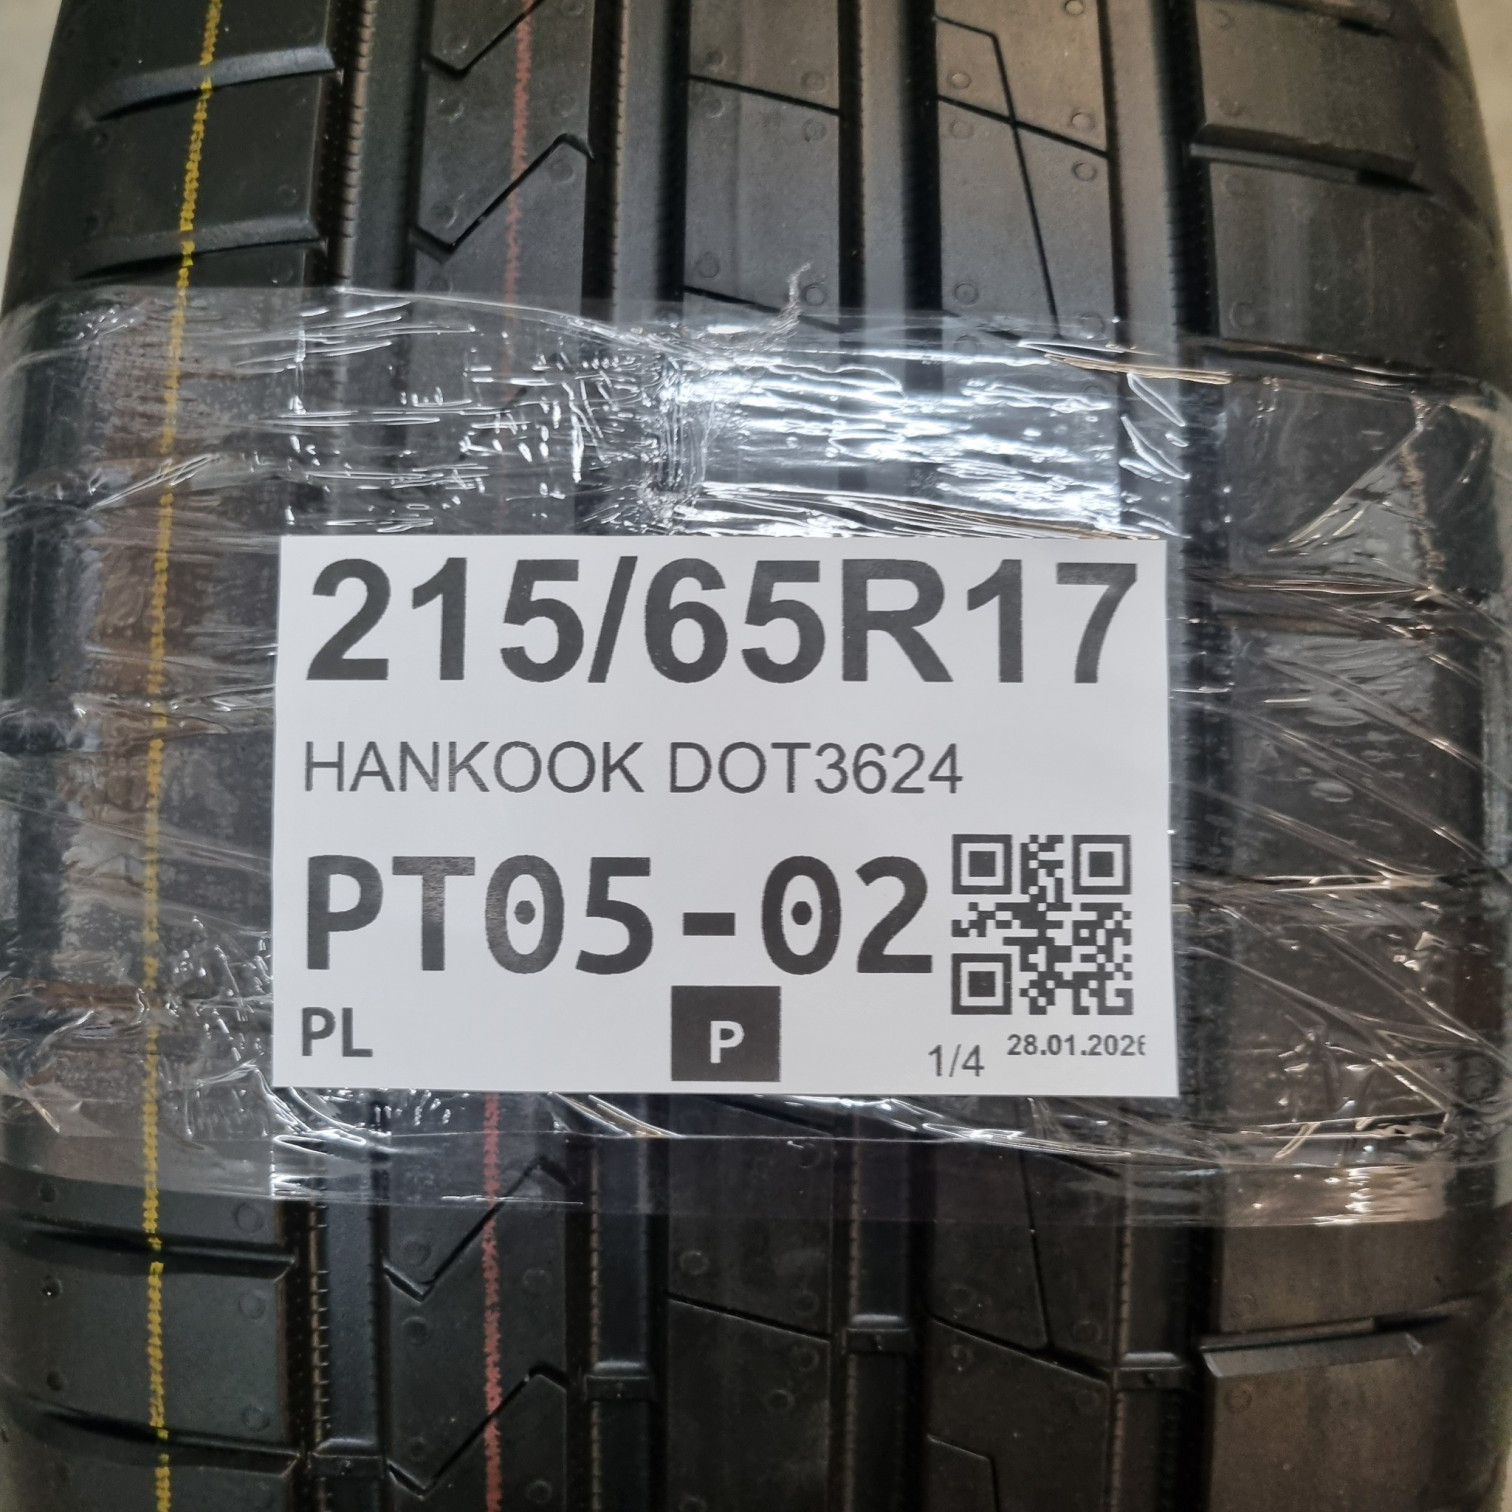 215/65R17
HANKOOK DOT3624
PT05-02
PL
P
1/4
28.01.2026